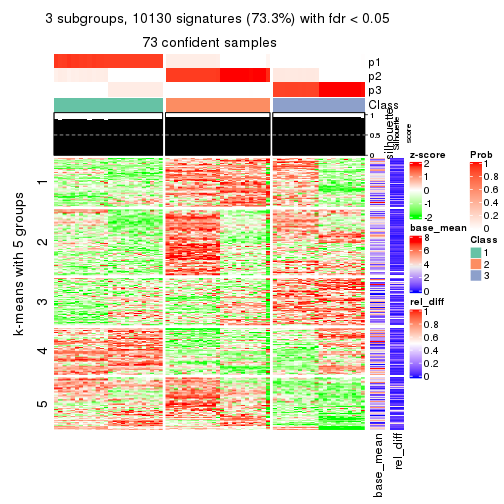 3 subgroups, 10130 signatures (73.3%) with fdr < 0.05
73 confident samples
p1
p2
p3
Class
silhouette
Silhouette
score
1
0.5
0
k-means with 5 groups
1
2
3
4
5
base_mean
rel_diff
z-score
2
1
0
-1
-2
base_mean
8
6
4
2
0
rel_diff
1
0.8
0.6
0.4
0.2
0
Prob
1
0.8
0.6
0.4
0.2
0
Class
1
2
3